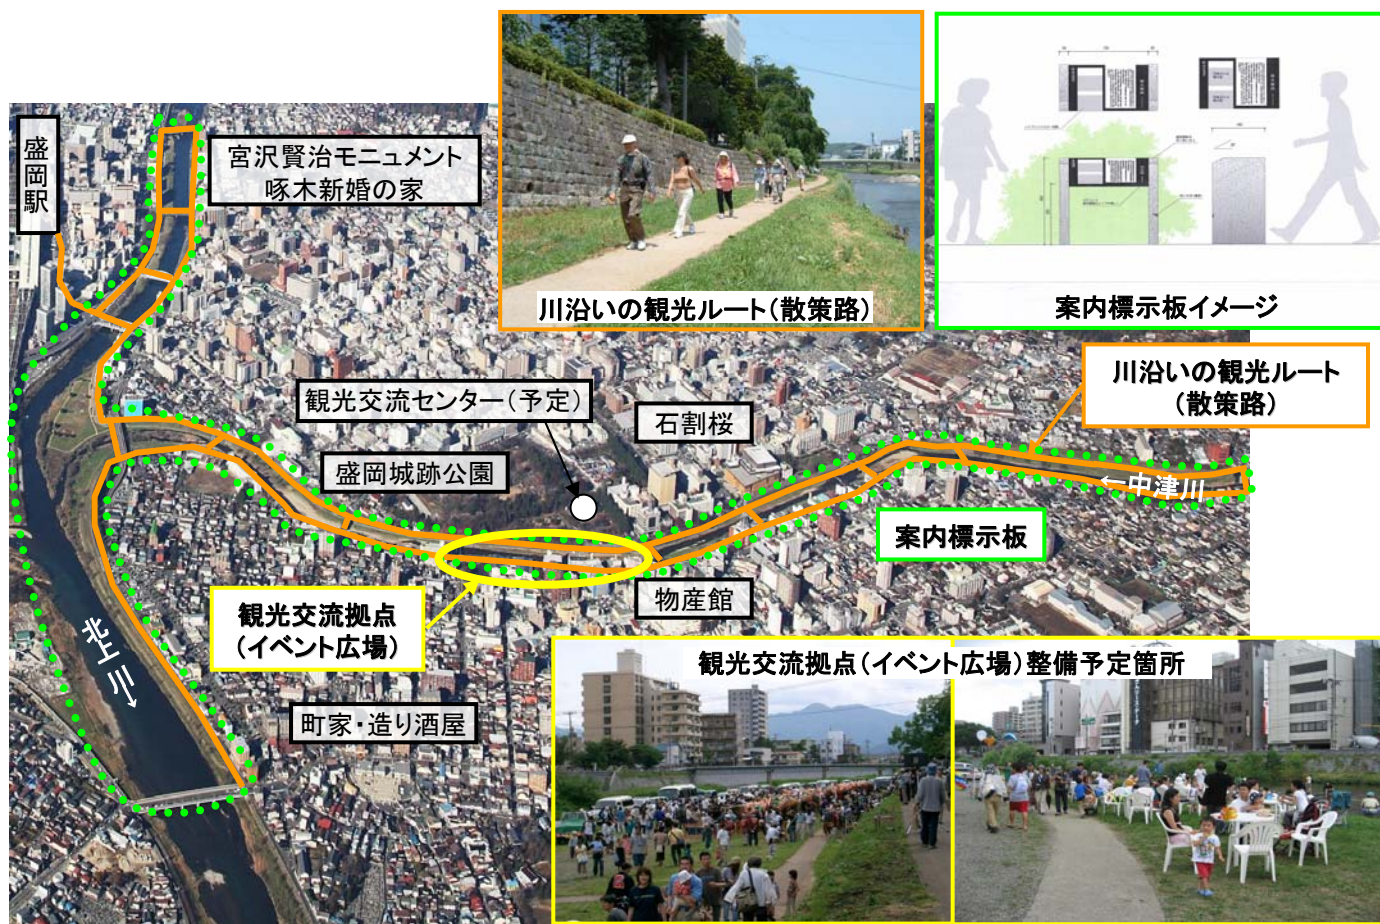 盛岡駅
宮沢賢治モニュメント
啄木新婚の家
川沿いの観光ルート(散策路)
案内標示板イメージ
川沿いの観光ルート
(散策路)
観光交流センター(予定)
石割桜
盛岡城跡公園
←中津川
案内標示板
物産館
観光交流拠点
(イベント広場)
北上川→
町家・造り酒屋
観光交流拠点(イベント広場)整備予定箇所